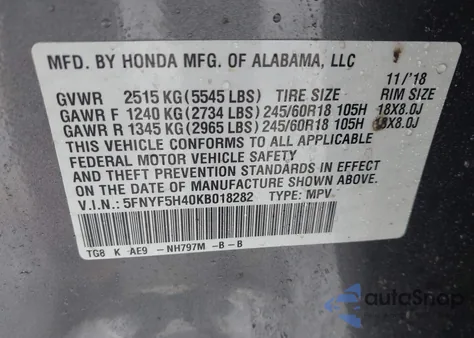 MFD. BY HONDA MFG. OF ALABAMA, LLC
11/'18
GVWR 2515 KG (5545 LBS) TIRE SIZE RIM SIZE
GAWR F 1240 KG (2734 LBS) 245/60R18 105H 18X8.0J
GAWR R 1345 KG (2965 LBS) 245/60R18 105H 18X8.0J
THIS VEHICLE CONFORMS TO ALL APPLICABLE
FEDERAL MOTOR VEHICLE SAFETY
AND THEFT PREVENTION STANDARDS IN EFFECT ON
THE DATE OF MANUFACTURE SHOWN ABOVE.
V.I.N.: 5FNYF5H40KB018282 TYPE: MPV
TG8 K AE9 -NH797M -B-B
autoShop